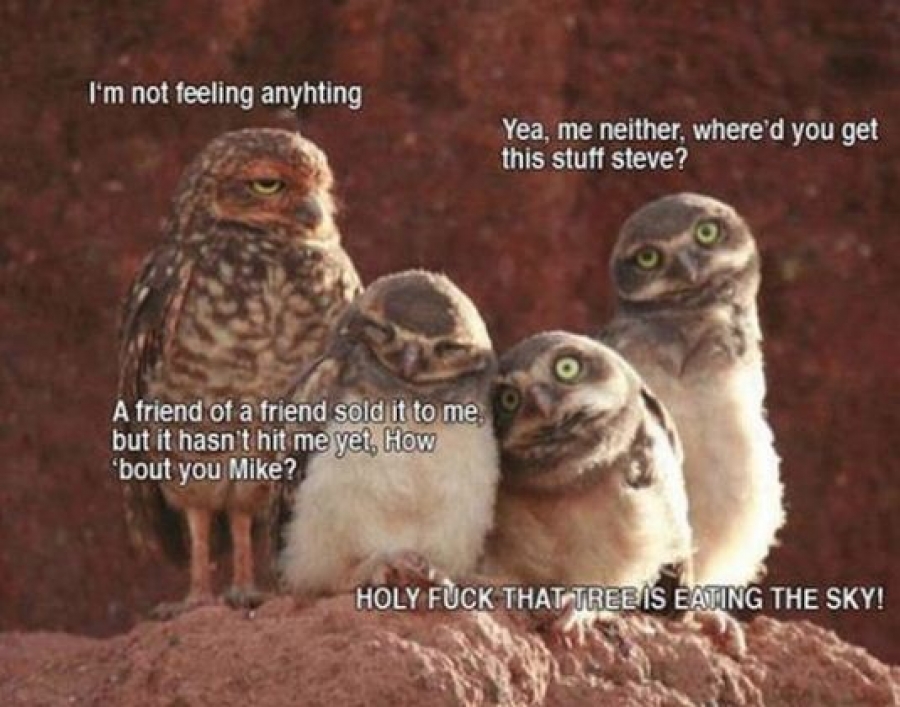 I'm not feeling anyhting
Yea, me neither, where'd you get
this stuff steve?
A friend of a friend sold it to me,
but it hasn't hit me yet, How
'bout you Mike?
HOLY FUCK THAT TREE IS EATING THE SKY!